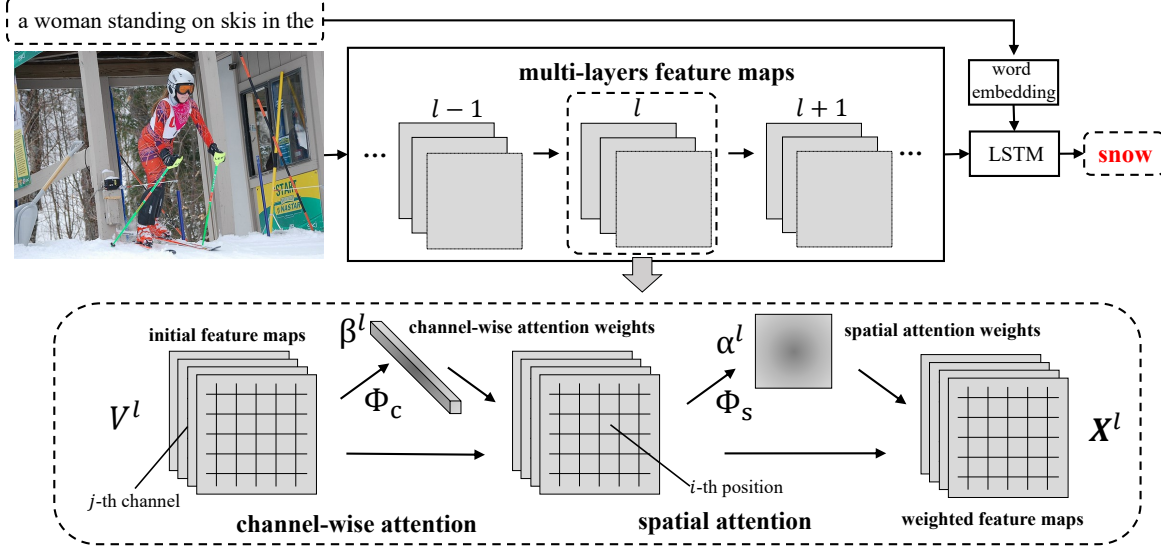 a woman standing on skis in the
multi-layers feature maps
word
embedding
l − 1
l
l + 1
...
...
LSTM
snow
START
NASTAR
initial feature maps
β^l
channel-wise attention weights
α^l
spatial attention weights
V^l
Φ_c
Φ_s
X^l
j-th channel
i-th position
channel-wise attention
spatial attention
weighted feature maps